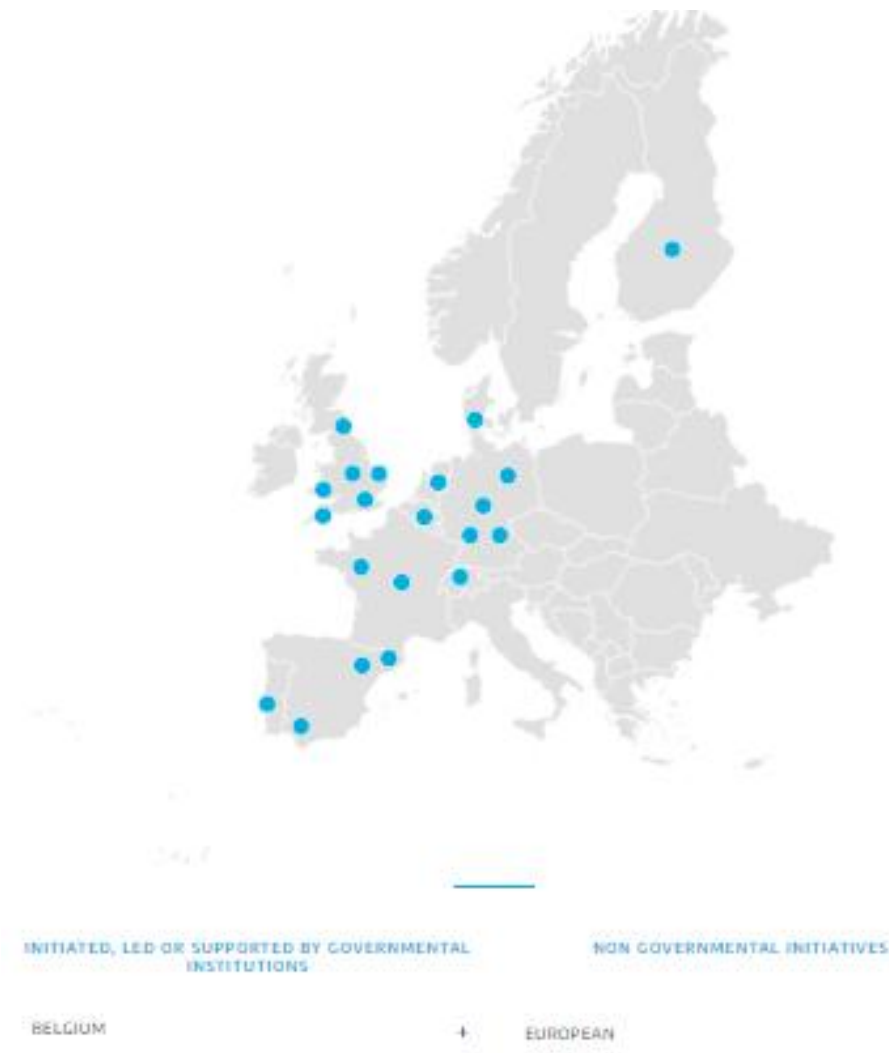 INITIATED, LED OR SUPPORTED BY GOVERNMENTAL
INSTITUTIONS
NON GOVERNMENTAL INITIATIVES
BELGIUM +
EUROPEAN